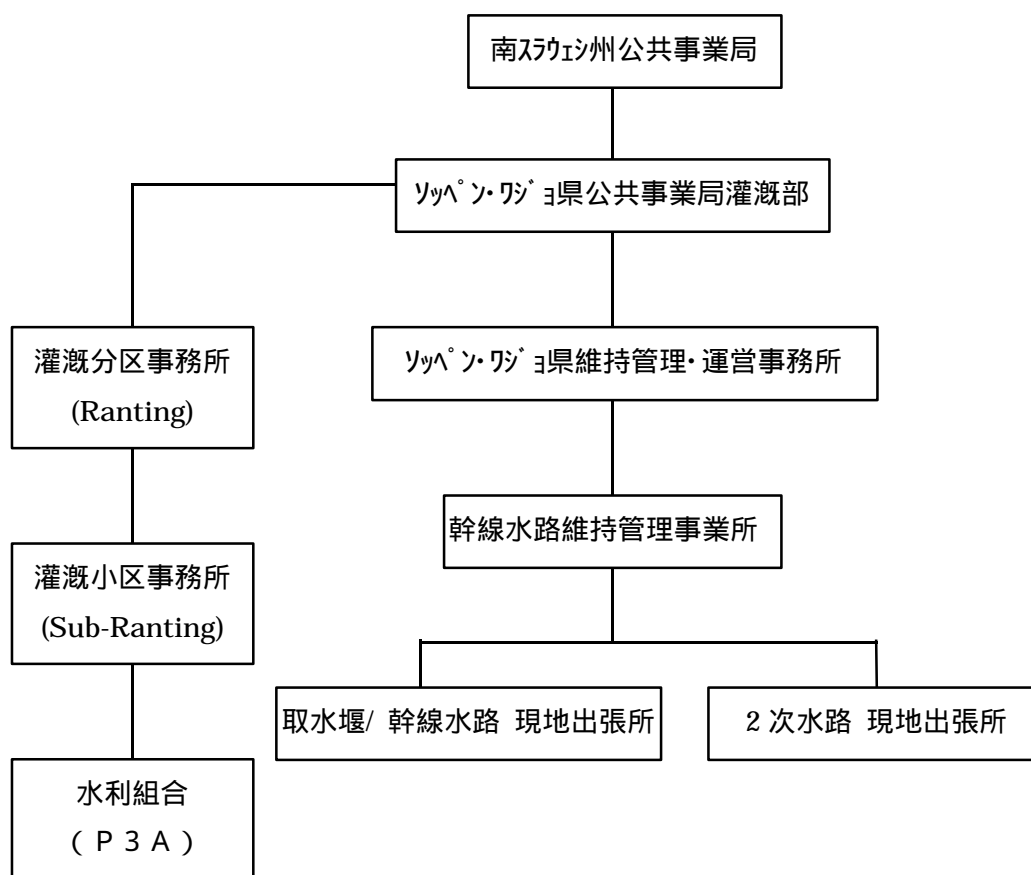 南ｽﾗｳｪｼ州公共事業局
ｿｯﾍﾟﾝ･ﾜｼﾞｮ県公共事業局灌漑部
灌漑分区事務所
(Ranting)
ｿｯﾍﾟﾝ･ﾜｼﾞｮ県維持管理･運営事務所
幹線水路維持管理事業所
灌漑小区事務所
(Sub-Ranting)
取水堰/ 幹線水路 現地出張所
2 次水路 現地出張所
水利組合
（Ｐ３Ａ）